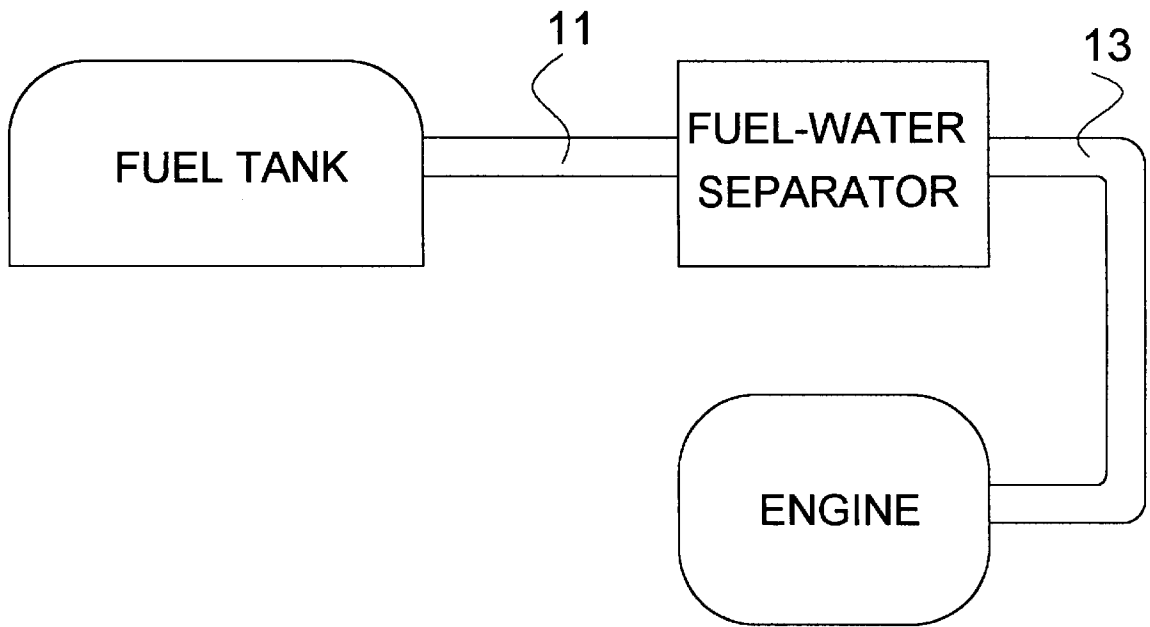 11
13
FUEL TANK
FUEL-WATER
SEPARATOR
ENGINE